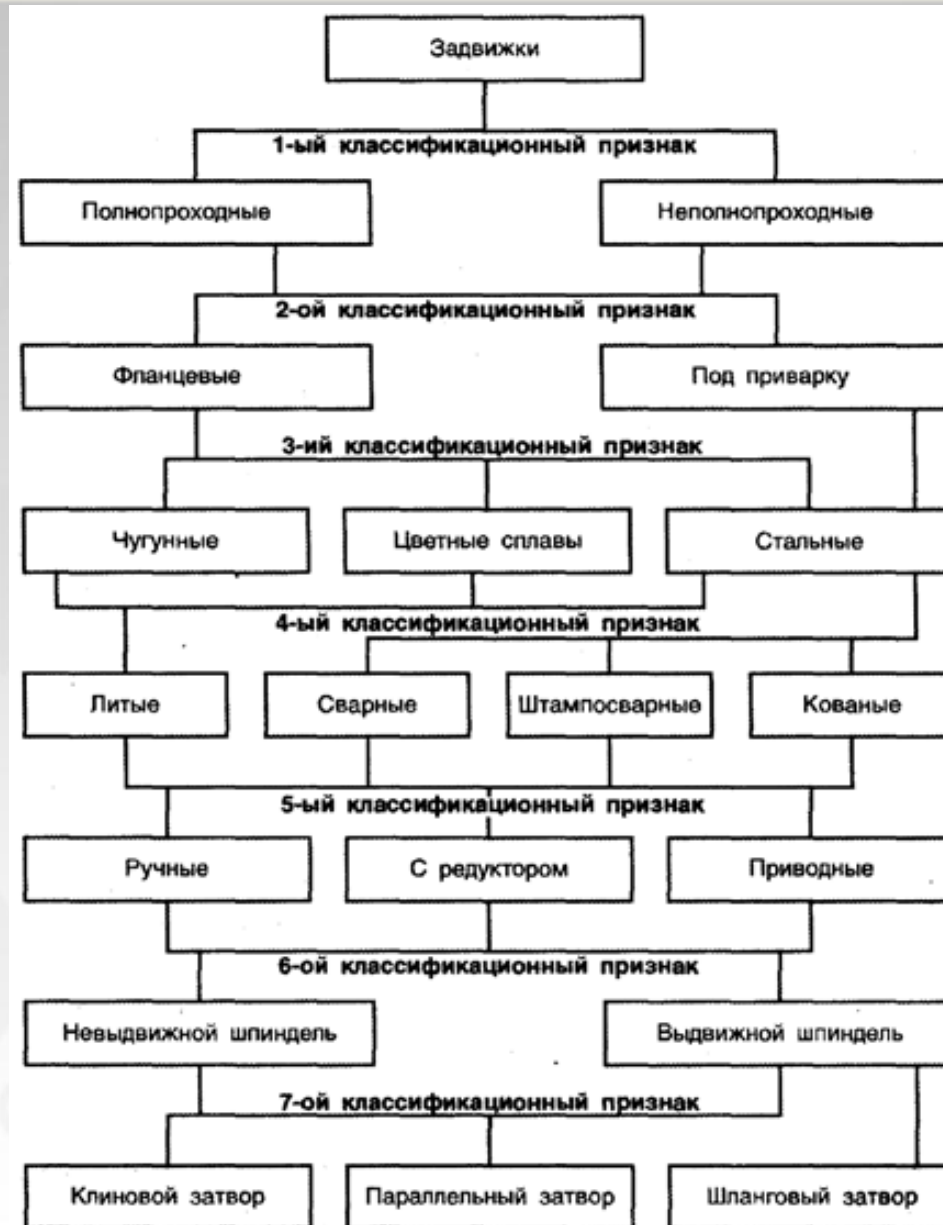 Задвижки
1-ый классификационный признак
Полнопроходные
Неполнопроходные
2-ой классификационный признак
Фланцевые
Под приварку
3-ий классификационный признак
Чугунные
Цветные сплавы
Стальные
4-ый классификационный признак
Литые
Сварные
Штампосварные
Кованые
5-ый классификационный признак
Ручные
С редуктором
Приводные
6-ой классификационный признак
Невыдвижной шпиндель
Выдвижной шпиндель
7-ой классификационный признак
Клиновой затвор
Параллельный затвор
Шланговый затвор